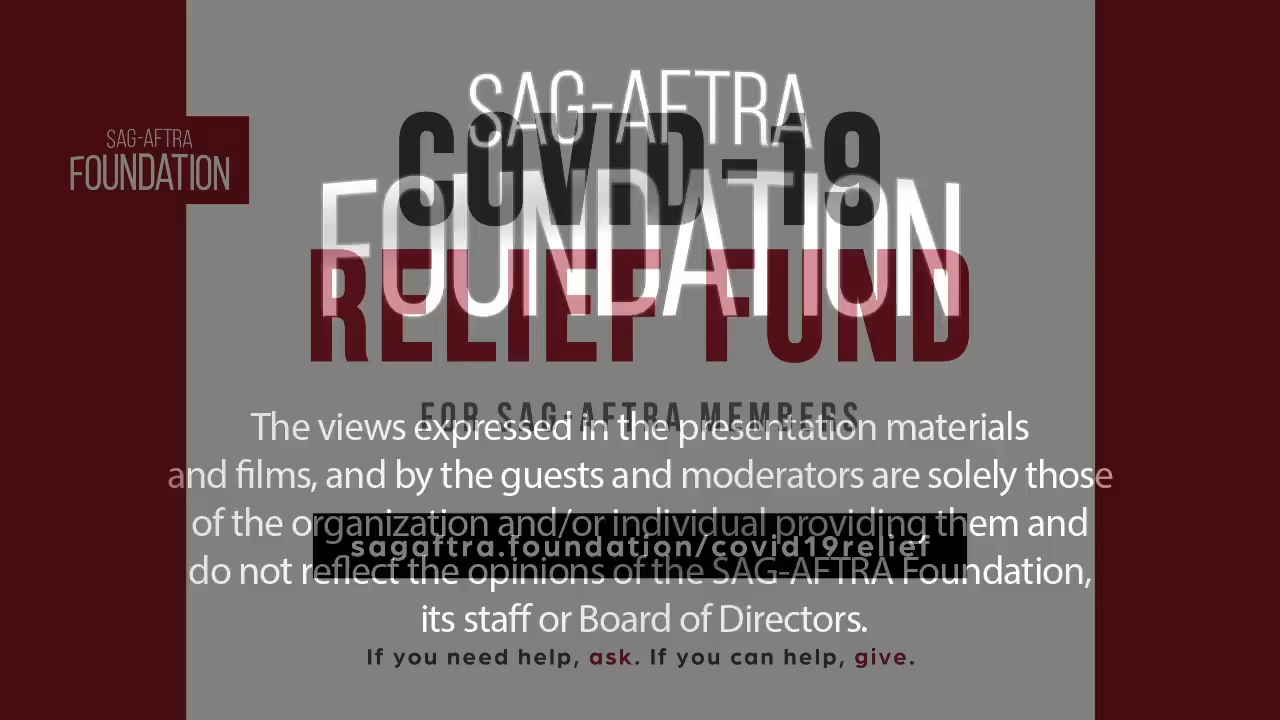 SAG-AFTRA
FOUNDATION
SAG-AFTRA
FOUNDATION
COVID-19
RELIEF FUND
FOR SAG-AFTRA MEMBERS
The views expressed in the presentation materials
and films, and by the guests and moderators are solely those
of the organization and/or individual providing them and
do not reflect the opinions of the SAG-AFTRA Foundation,
its staff or Board of Directors.
sagaftra.foundation/covid19relief
If you need help, ask. If you can help, give.